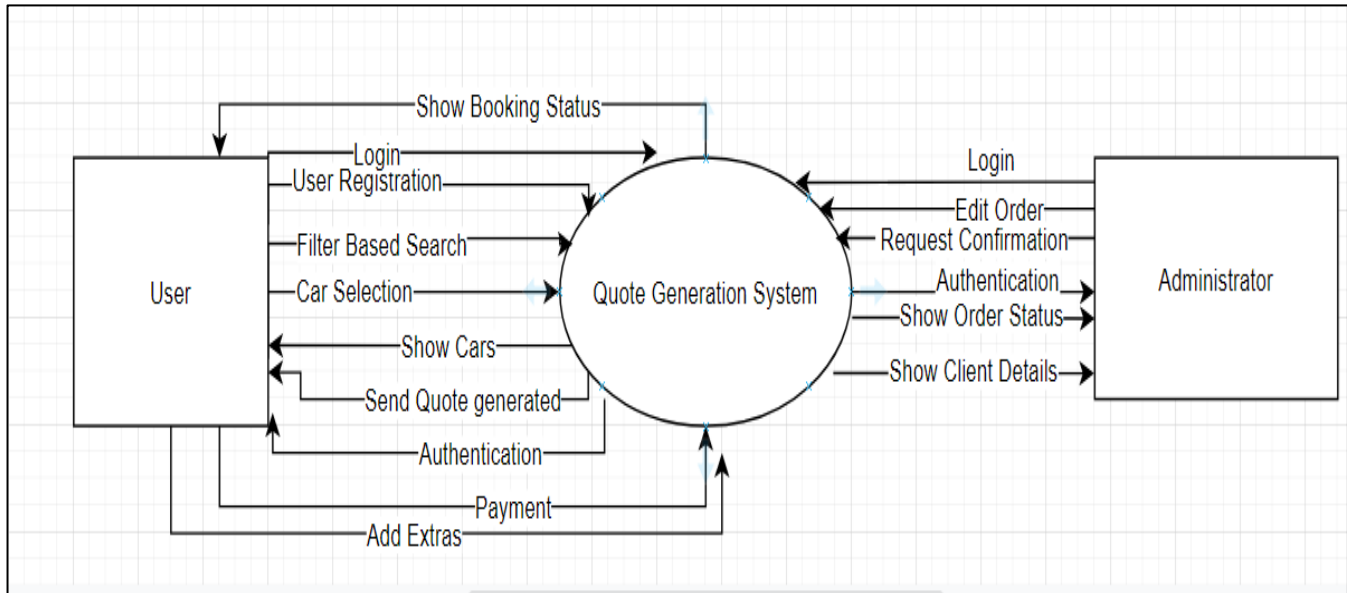 Show Booking Status
Login
User Registration
Filter Based Search
Car Selection
Show Cars
Send Quote generated
Authentication
Payment
Add Extras
User
Quote Generation System
Login
Edit Order
Request Confirmation
Authentication
Show Order Status
Show Client Details
Administrator